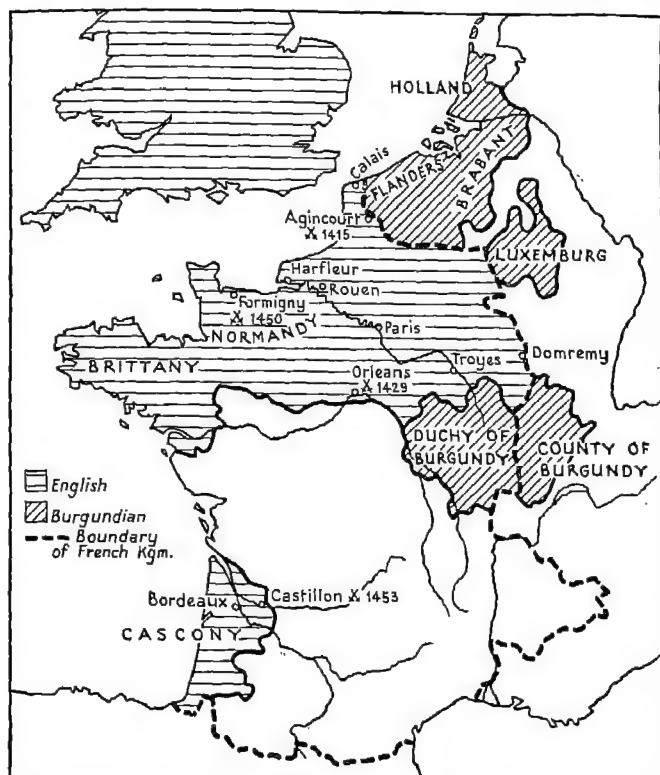 HOLLAND
Calais
FLANDERS
BRABANT
Agincourt
X 1415
LUXEMBURG
Harfleur
Rouen
Formigny
X 1450
NORMANDY
Paris
BRITTANY
Orleans
X 1429
Troyes
Domremy
DUCHY OF
BURGUNDY
COUNTY OF
BURGUNDY
English
Burgundian
Boundary
of French Kgm.
Bordeaux
Castillon X 1453
CASCONY